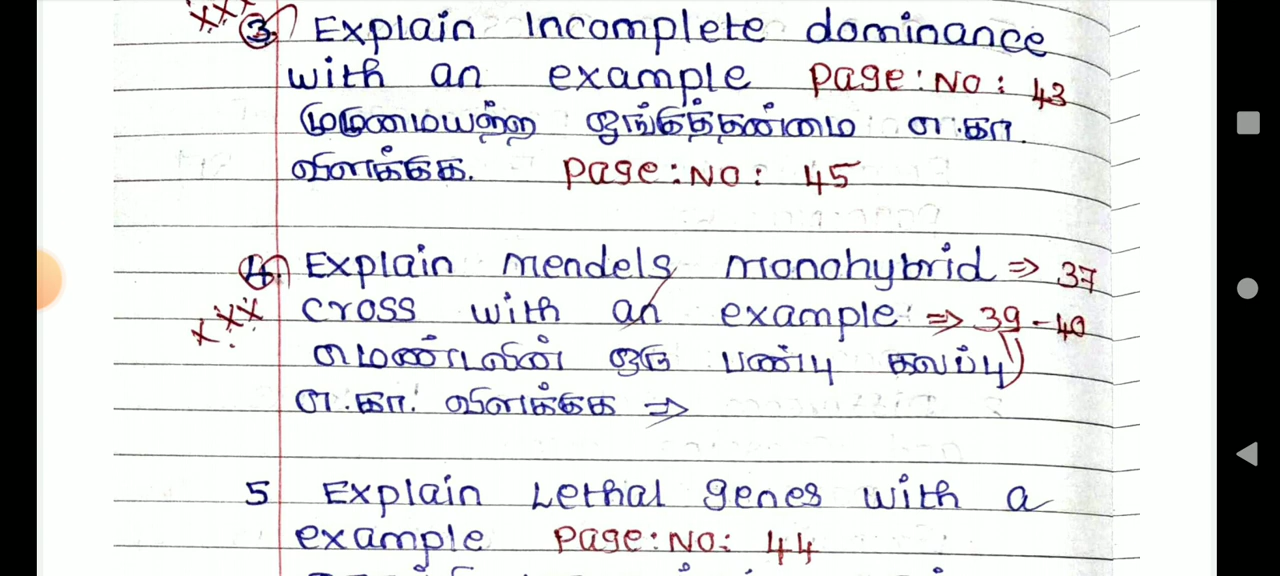 xxx ③ Explain Incomplete dominance
with an example Page: No: 43
முழுமையற்ற ஓங்குத்தன்மை எ.கா.
விளக்குக. Page: No: 45
④ Explain mendels monohybrid ⇒ 37
xxx cross with an example: ⇒ 39-40
மெண்டலின் ஒரு பண்பு கலப்பு
எ.கா. விளக்குக ⇒
5 Explain Lethal genes with a
example Page: No: 44